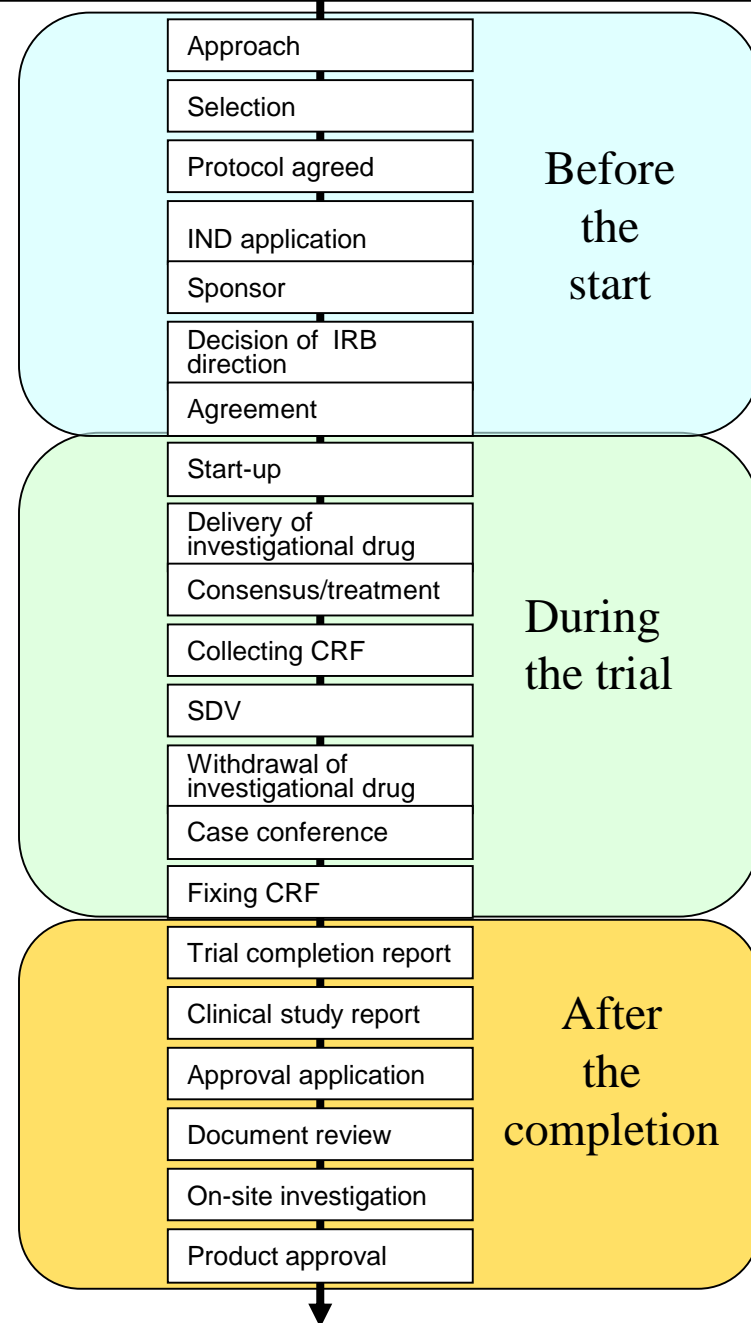 Approach
Selection
Protocol agreed
IND application
Sponsor
Decision of IRB
direction
Agreement
Before
the
start
Start-up
Delivery of
investigational drug
Consensus/treatment
Collecting CRF
SDV
Withdrawal of
investigational drug
Case conference
Fixing CRF
During
the trial
Trial completion report
Clinical study report
Approval application
Document review
On-site investigation
Product approval
After
the
completion